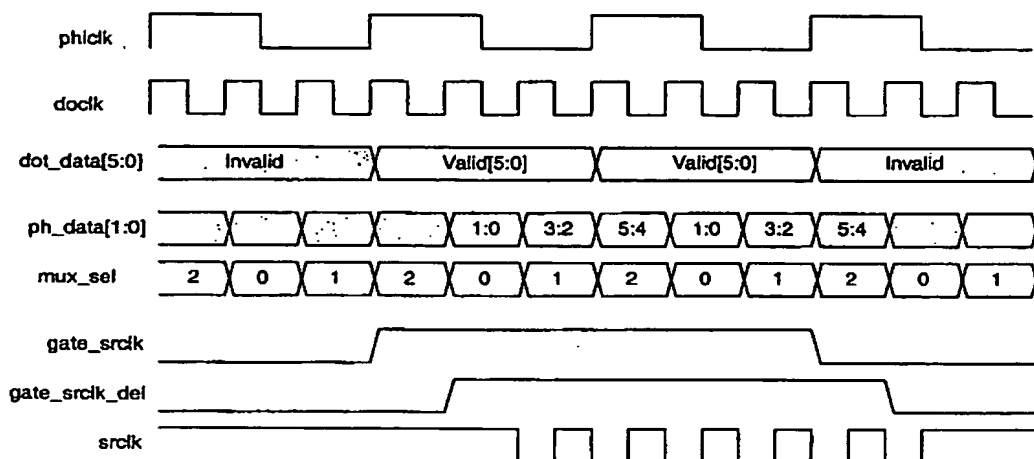 phiclk
doclk
dot_data[5:0] Invalid Valid[5:0] Valid[5:0] Invalid
ph_data[1:0] 1:0 3:2 5:4 1:0 3:2 5:4
mux_sel 2 0 1 2 0 1 2 0 1 2 0 1
gate_srclk
gate_srclk_del
srclk